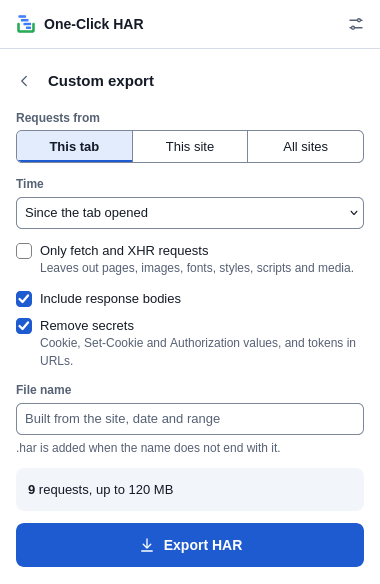 One-Click HAR
Custom export
Requests from
This tab
This site
All sites
Time
Since the tab opened
Only fetch and XHR requests
Leaves out pages, images, fonts, styles, scripts and media.
Include response bodies
Remove secrets
Cookie, Set-Cookie and Authorization values, and tokens in
URLs.
File name
Built from the site, date and range
.har is added when the name does not end with it.
9 requests, up to 120 MB
Export HAR